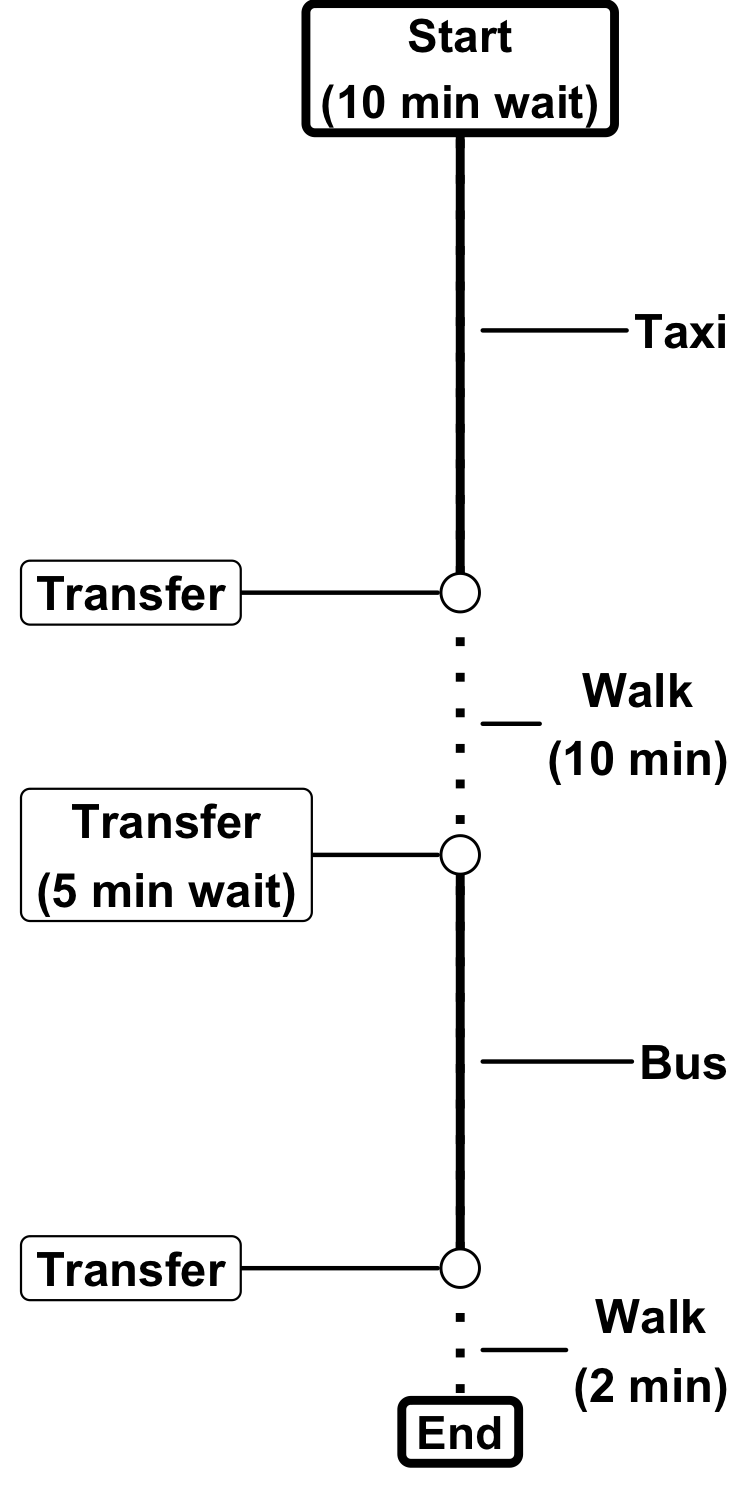 Start
(10 min wait)
Taxi
Transfer
Walk
(10 min)
Transfer
(5 min wait)
Bus
Transfer
Walk
(2 min)
End